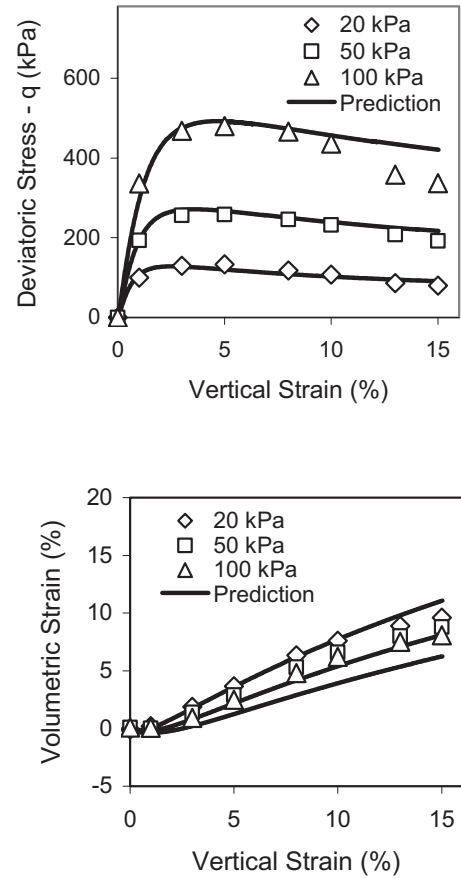 20 kPa
50 kPa
100 kPa
Prediction
600
400
200
0
0 5 10 15
Deviatoric Stress - q (kPa)
Vertical Strain (%)
20 kPa
50 kPa
100 kPa
Prediction
20
15
10
5
0
-5
0 5 10 15
Volumetric Strain (%)
Vertical Strain (%)